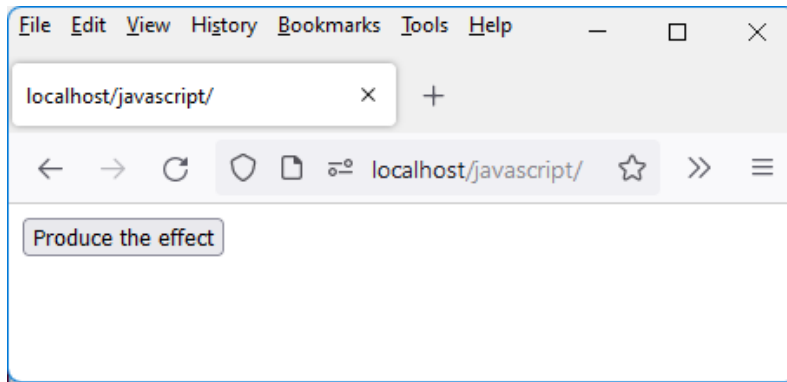 File Edit View History Bookmarks Tools Help
localhost/javascript/
localhost/javascript/
Produce the effect